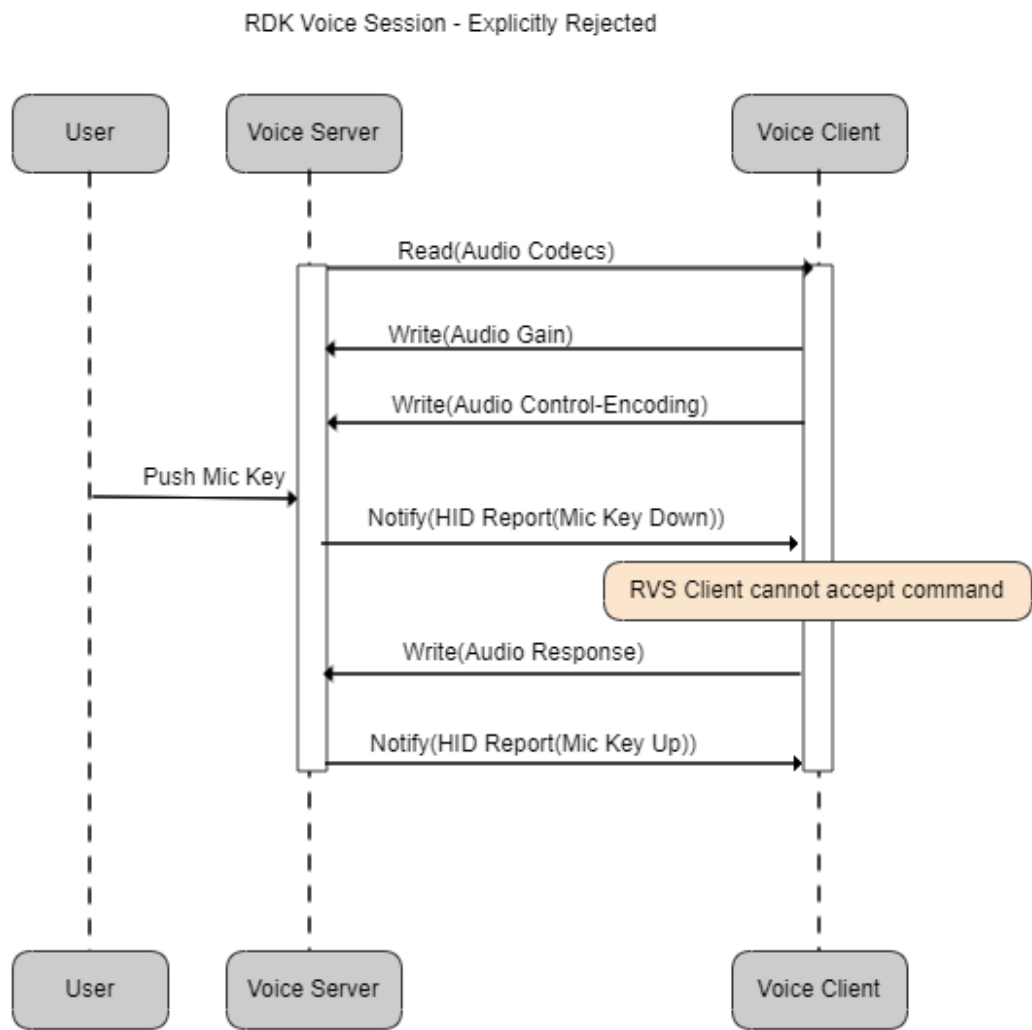 RDK Voice Session - Explicitly Rejected
User
Voice Server
Voice Client
Read(Audio Codecs)
Write(Audio Gain)
Write(Audio Control-Encoding)
Push Mic Key
Notify(HID Report(Mic Key Down))
RVS Client cannot accept command
Write(Audio Response)
Notify(HID Report(Mic Key Up))
User
Voice Server
Voice Client